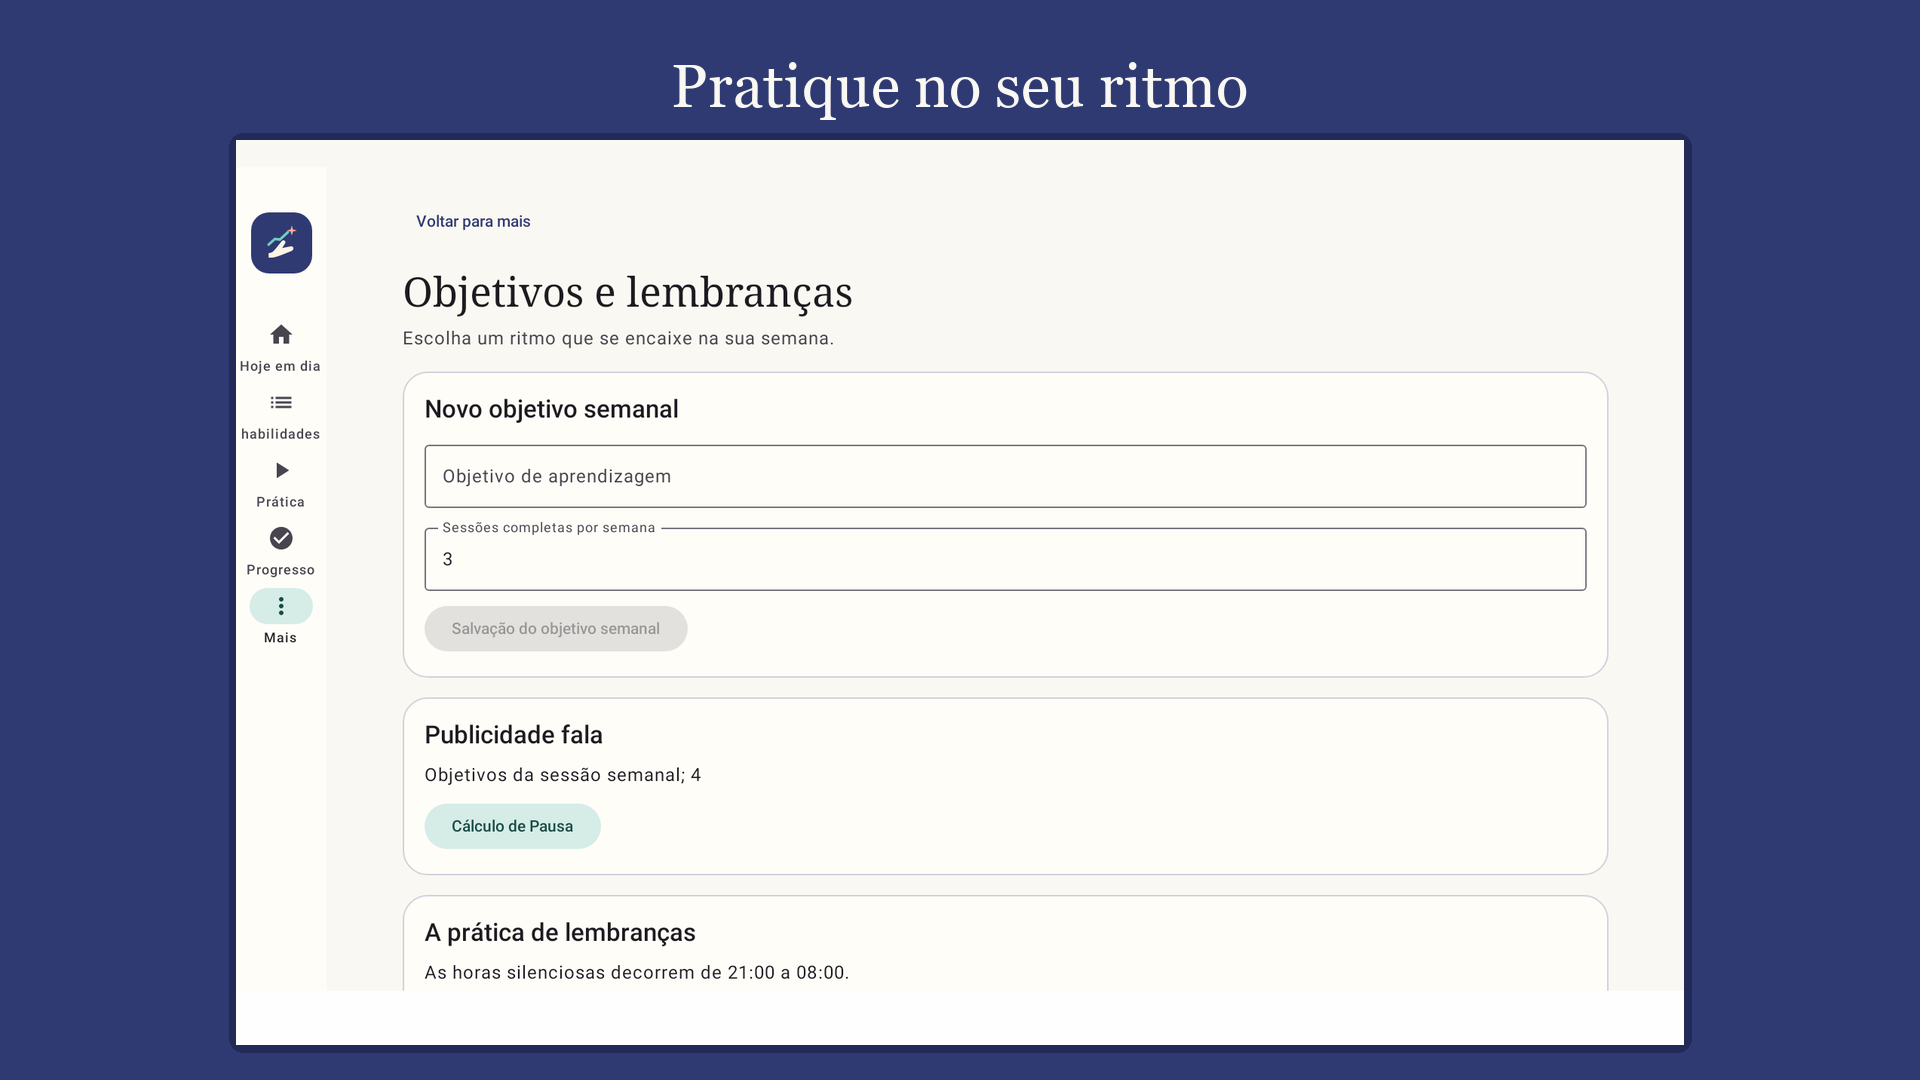 Pratique no seu ritmo
Voltar para mais
Objetivos e lembranças
Escolha um ritmo que se encaixe na sua semana.
Hoje em dia
habilidades
Prática
Progresso
Mais
Novo objetivo semanal
Objetivo de aprendizagem
Sessões completas por semana
3
Salvação do objetivo semanal
Publicidade fala
Objetivos da sessão semanal; 4
Cálculo de Pausa
A prática de lembranças
As horas silenciosas decorrem de 21:00 a 08:00.